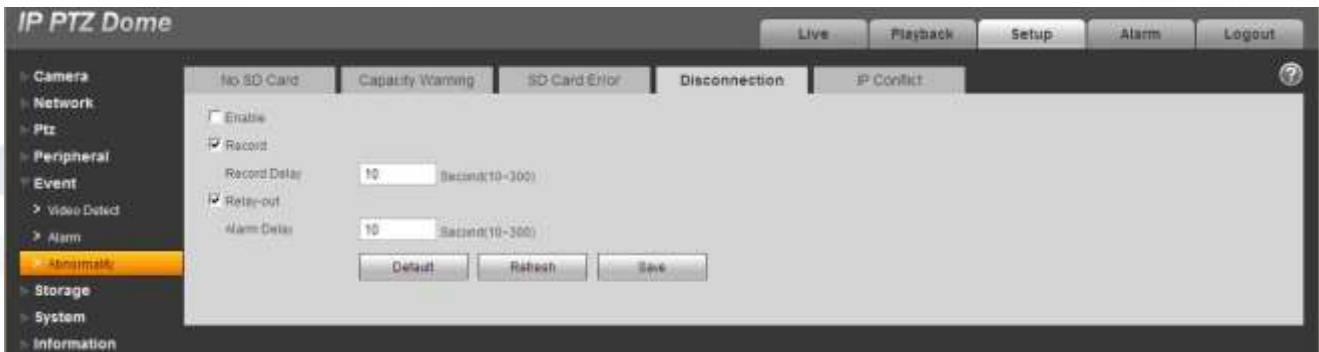 IP PTZ Dome
Live Playback Setup Alarm Logout
Camera
Network
Ptz
Peripheral
Event
Video Detect
Alarm
Abnormality
Storage
System
Information
No SD Card Capacity Warning SD Card Error Disconnection IP Conflict
?
Enable
Record
Record Delay 10 Second(10~300)
Relay-out
Alarm Delay 10 Second(10~300)
Default Refresh Save